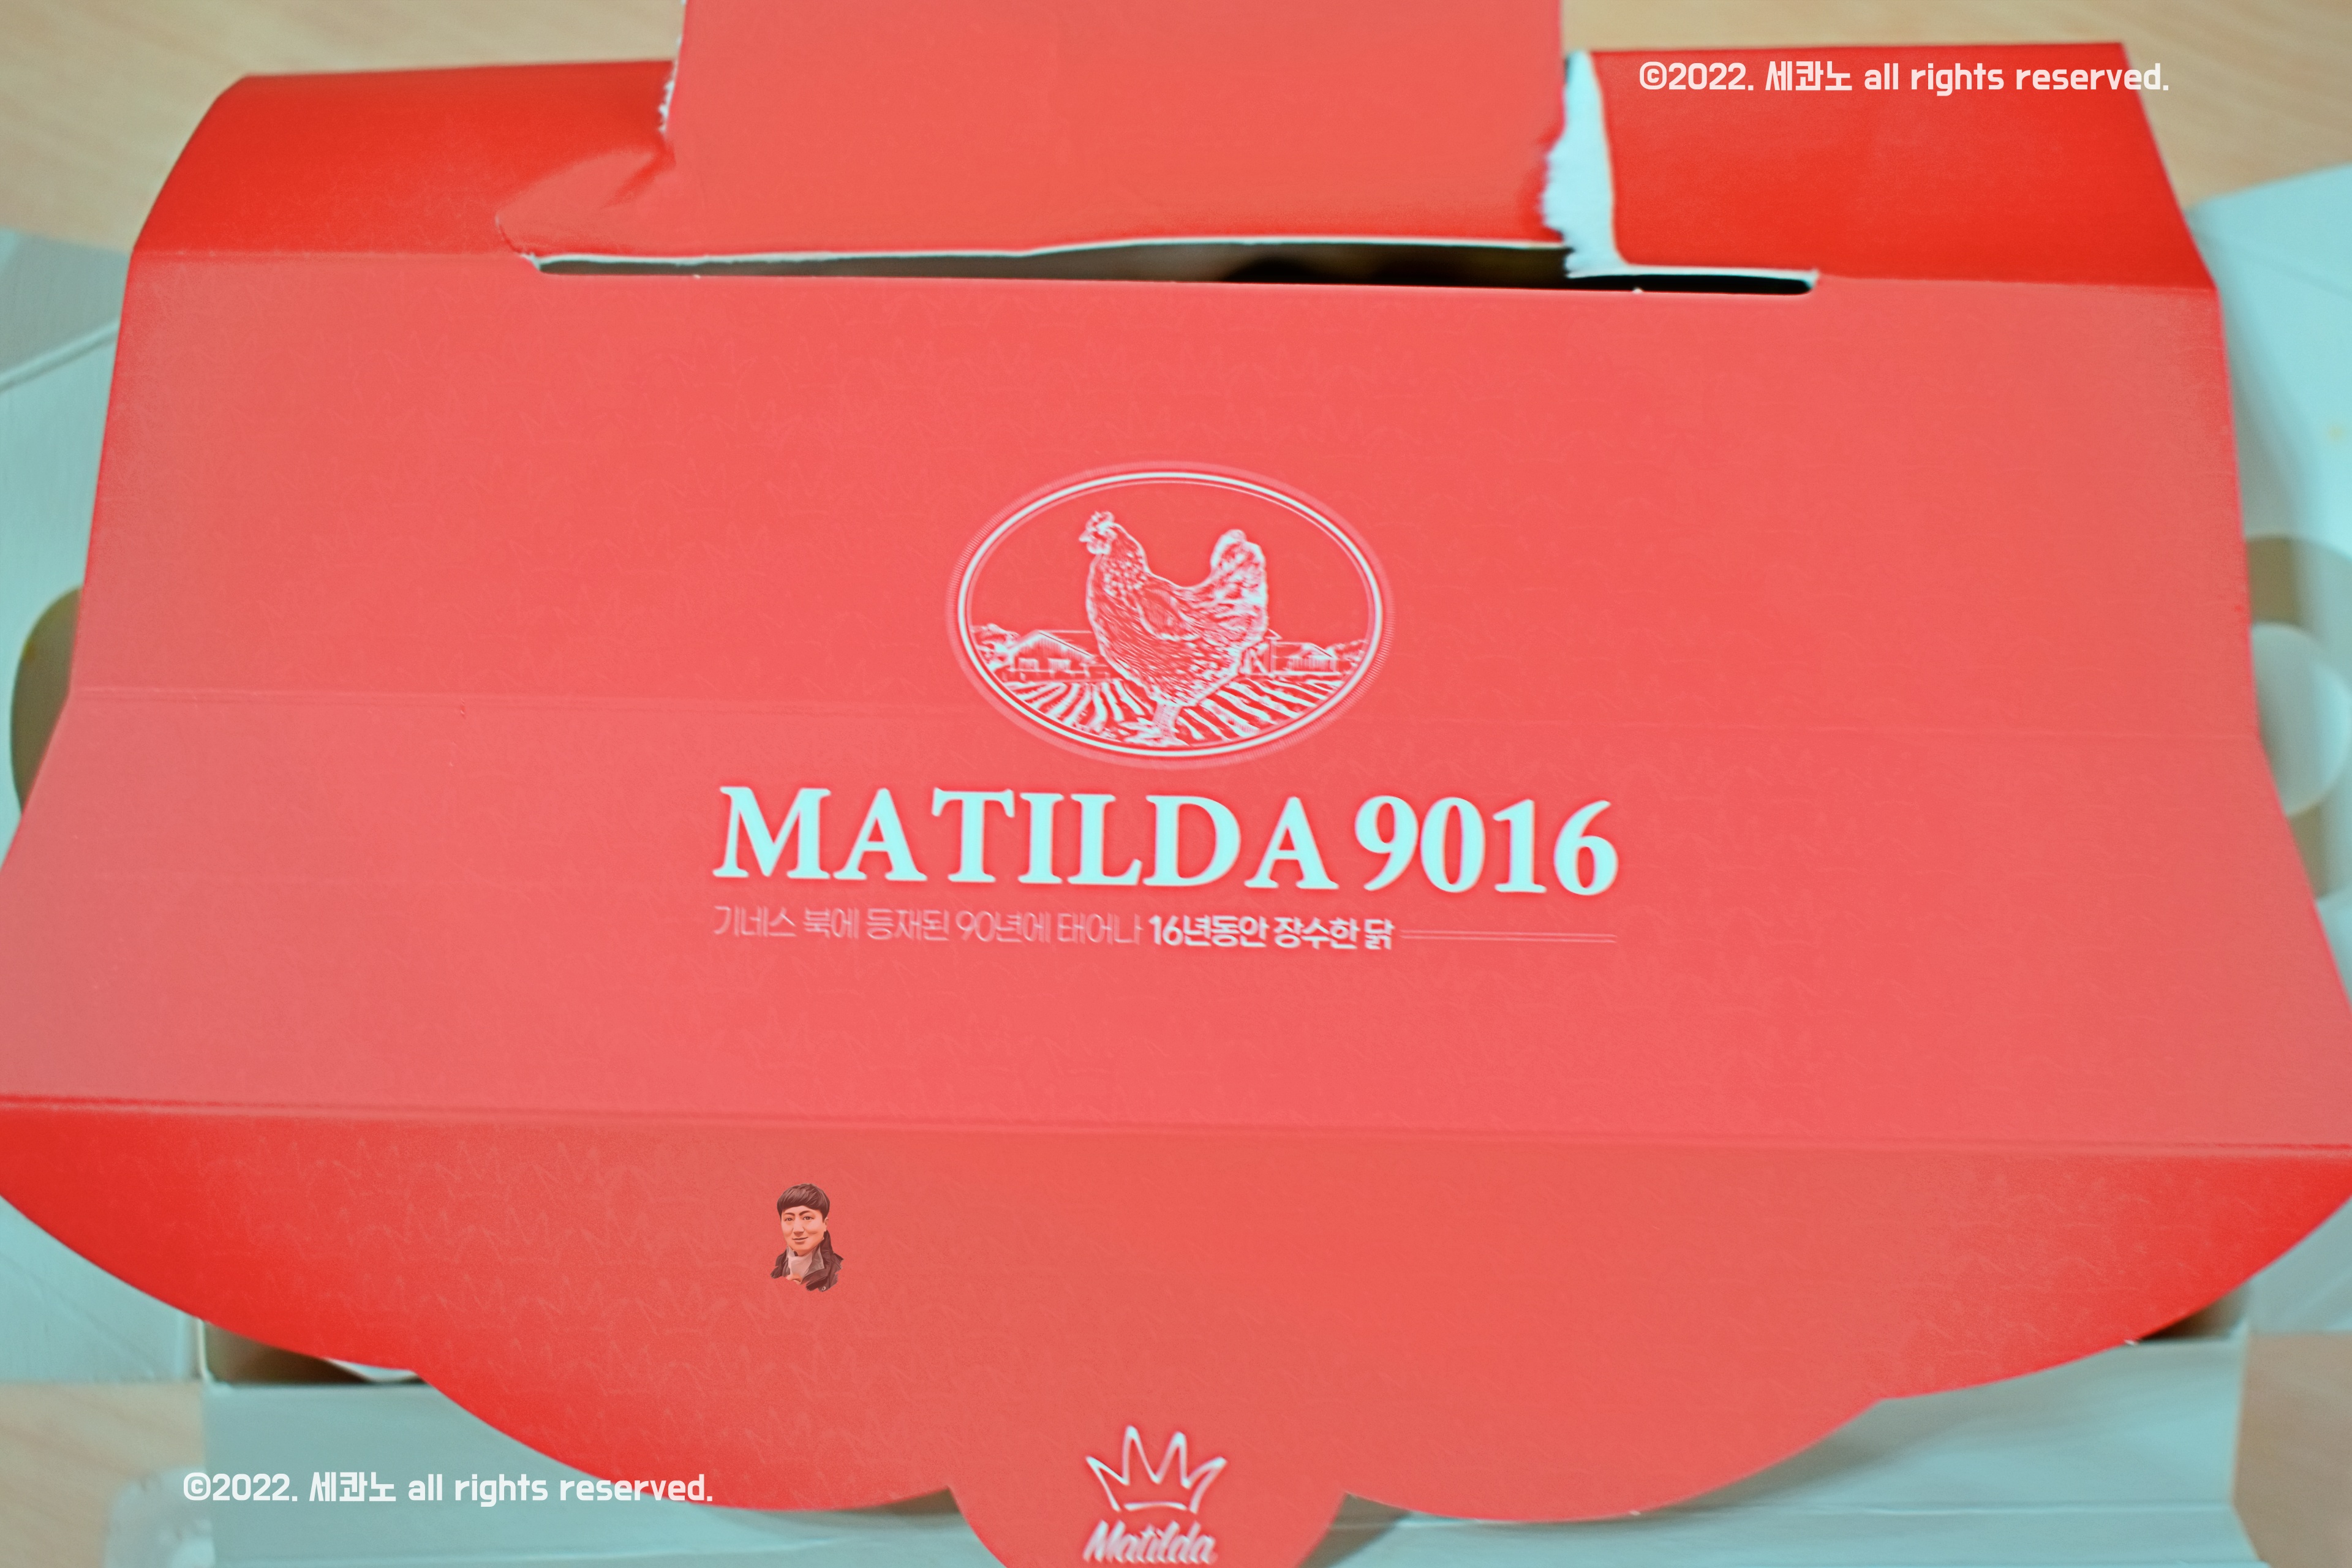 ©2022. 세콴노 all rights reserved.
MATILDA 9016
기네스 북에 등재된 90년에 태어나 16년동안 장수한 닭
©2022. 세콴노 all rights reserved.
Matilda